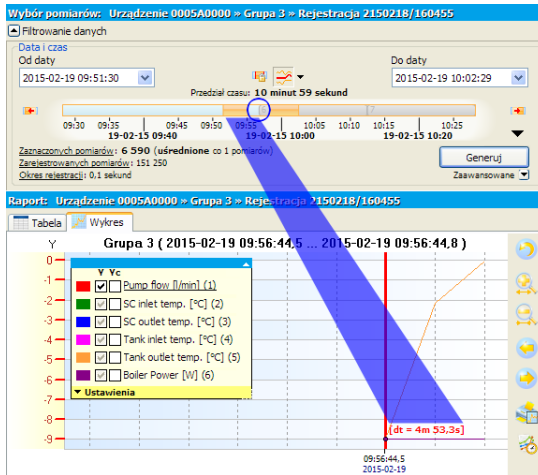 Wybór pomiarów: Urządzenie 0005A0000 » Grupa 3 » Rejestracja 2150218/160455
Filtrowanie danych
Data i czas
Od daty
Do daty
2015-02-19 09:51:30
2015-02-19 10:02:29
Przedział czasu: 10 minut 59 sekund
09:30 09:35 09:45 09:50 09:55 10:05 10:10 10:15 10:25
19-02-15 09:40 19-02-15 10:00 19-02-15 10:20
Zaznaczonych pomiarów: 6 590 (uśrednione co 1 pomiarów)
Zarejestrowanych pomiarów: 151 250
Okres rejestracji: 0,1 sekund
Generuj
Zaawansowane
Raport: Urządzenie 0005A0000 » Grupa 3 » Rejestracja 2150218/160455
Tabela Wykres
Y Grupa 3 ( 2015-02-19 09:56:44,5 ... 2015-02-19 09:56:44,8 )
0
-1
-2
-3
-4
-5
-6
-7
-8
-9
Y Yc
Pump flow [l/min] (1)
SC inlet temp. [°C] (2)
SC outlet temp. [°C] (3)
Tank inlet temp. [°C] (4)
Tank outlet temp. [°C] (5)
Boiler Power [W] (6)
Ustawienia
[dt = 4m 53.3s]
09:56:44,5
2015-02-19